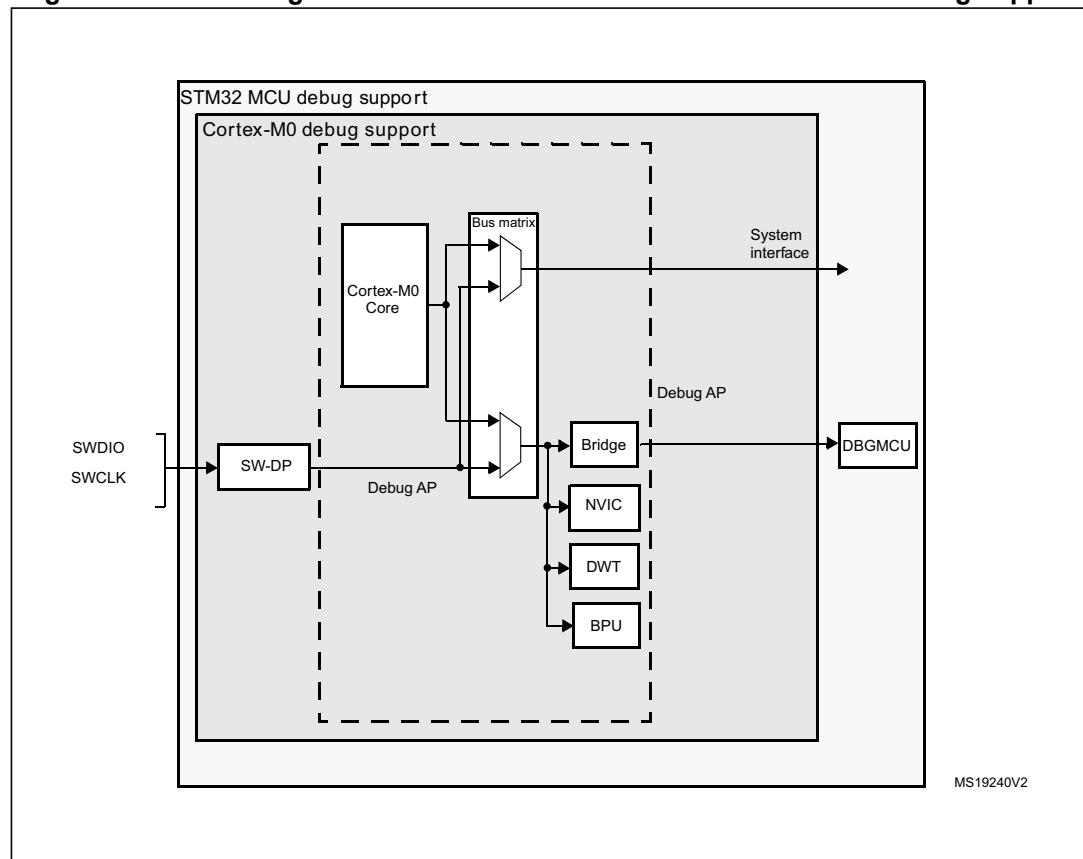 STM32 MCU debug support
Cortex-M0 debug support
Bus matrix
System
interface
Cortex-M0
Core
Debug AP
SWDIO
SWCLK
SW-DP
Debug AP
Bridge
DBGMCU
NVIC
DWT
BPU
MS19240V2